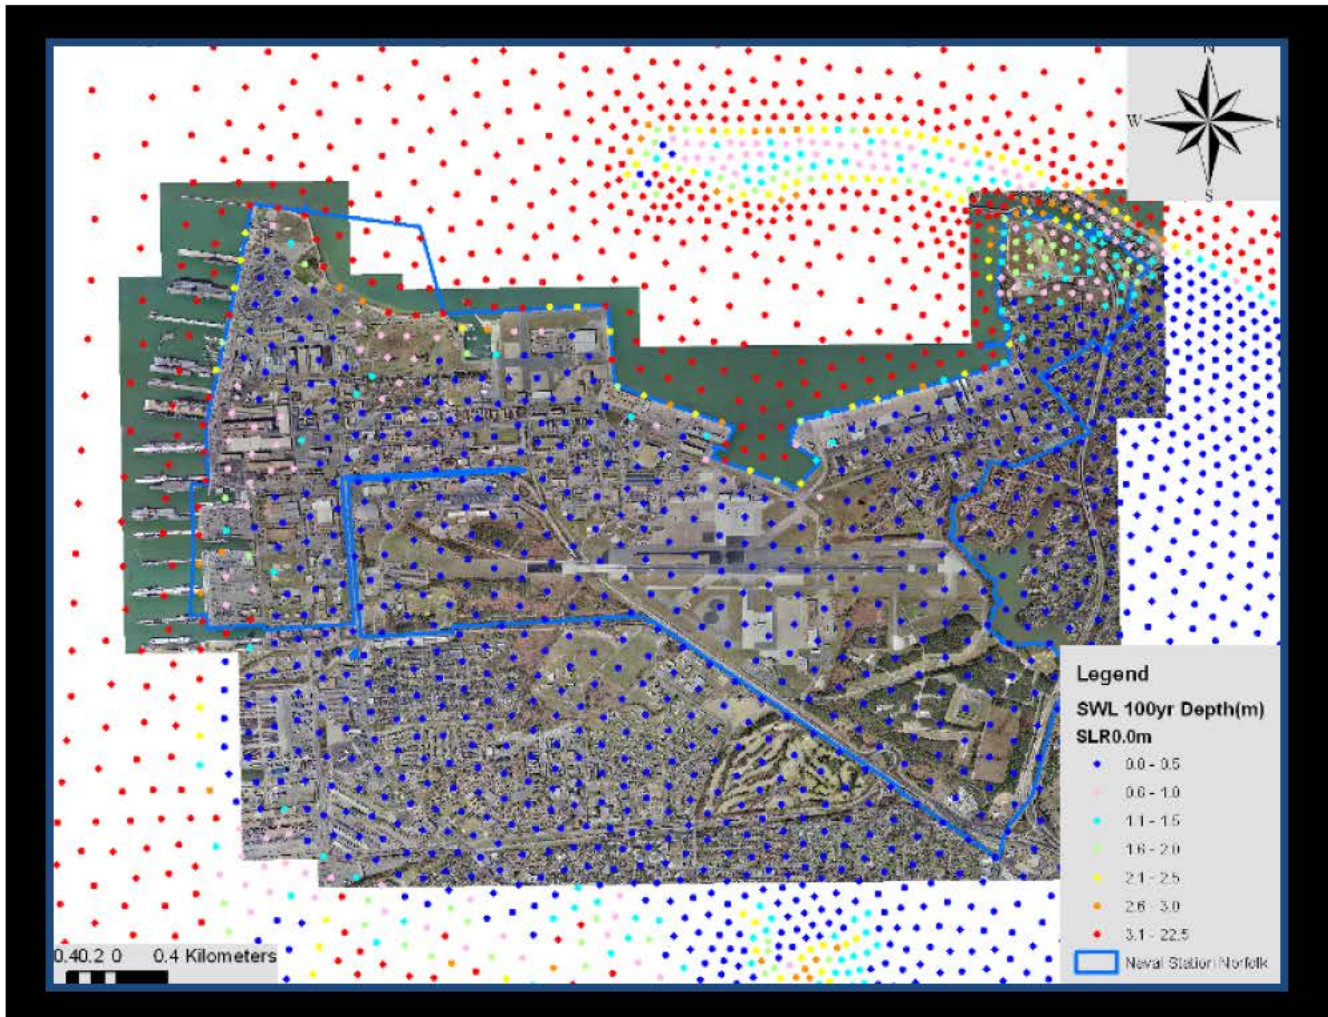 N
W
S
Legend
SWL 100yr Depth(m)
SLR0.0m
0.0 - 0.5
0.6 - 1.0
1.1 - 1.5
1.6 - 2.0
2.1 - 2.5
2.6 - 3.0
3.1 - 22.5
Naval Station Norfolk
0.40.2 0 0.4 Kilometers